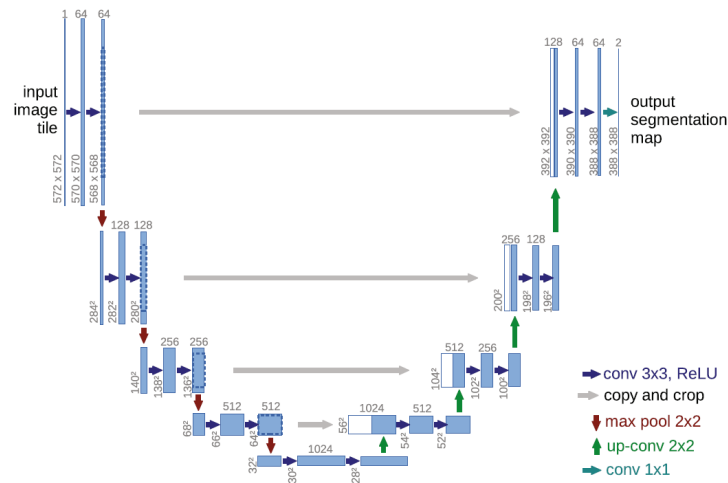 1 64 64
input
image
tile
572 x 572
570 x 570
568 x 568
128 64 64 2
output
segmentation
map
392 x 392
390 x 390
388 x 388
388 x 388
128 128
284²
282²
280²
256 128
200²
198²
196²
256 256
140²
138²
136²
512 256
104²
102²
100²
512 512
68²
66²
64²
1024 512
56²
54²
52²
1024
32²
30²
28²
conv 3x3, ReLU
copy and crop
max pool 2x2
up-conv 2x2
conv 1x1